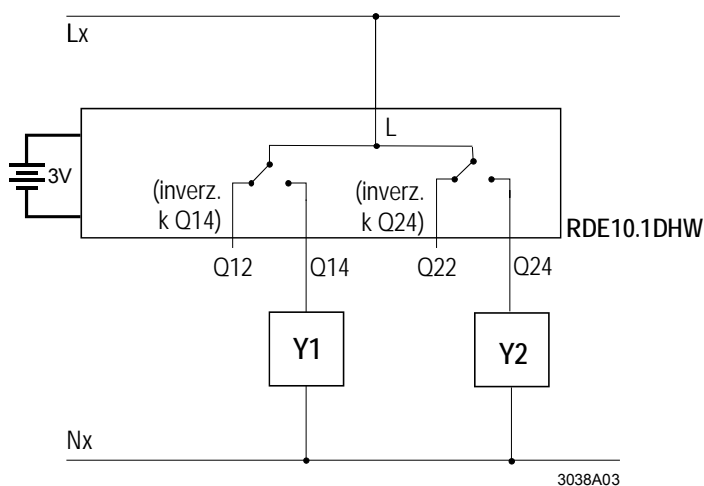 Lx
L
3V
(inverz.
k Q14)
(inverz.
k Q24)
RDE10.1DHW
Q12
Q14
Q22
Q24
Y1
Y2
Nx
3038A03